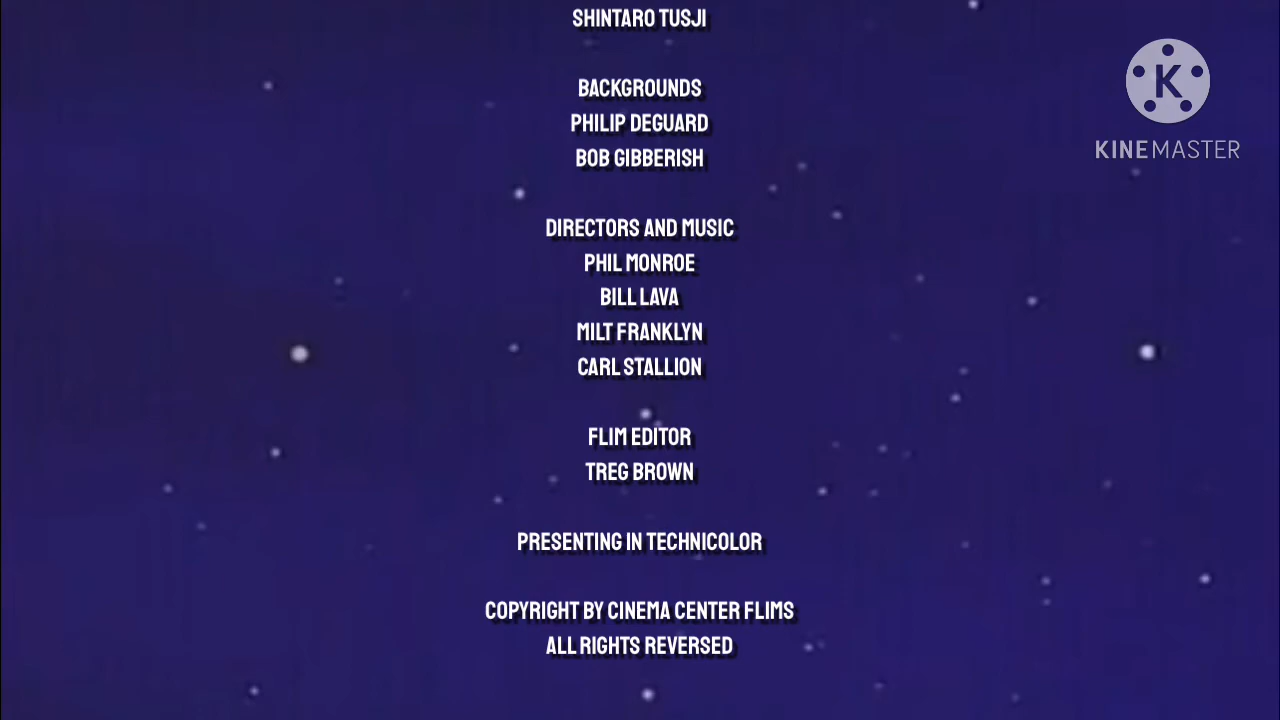 SHINTARO TUSJI
BACKGROUNDS
PHILIP DEGUARD
BOB GIBBERISH
DIRECTORS AND MUSIC
PHIL MONROE
BILL LAVA
MILT FRANKLYN
CARL STALLION
FLIM EDITOR
TREG BROWN
PRESENTING IN TECHNICOLOR
COPYRIGHT BY CINEMA CENTER FLIMS
ALL RIGHTS REVERSED
K
KINEMASTER